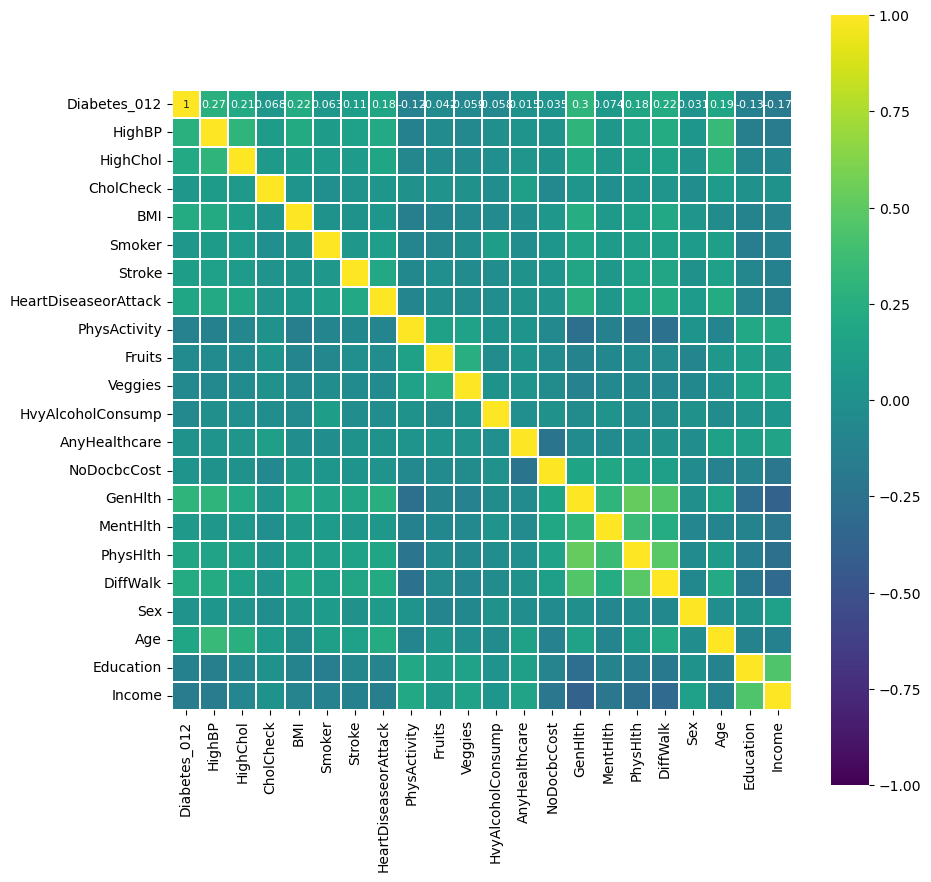 1.00
Diabetes_012 1 0.27 0.21 0.068 0.22 0.063 0.11 0.18 -0.12 -0.042 -0.059 -0.058 0.015 0.035 0.3 0.074 0.18 0.22 0.031 0.19 -0.13 -0.17
HighBP
0.75
HighChol
CholCheck
0.50
BMI
Smoker
Stroke
0.25
HeartDiseaseorAttack
PhysActivity
Fruits
Veggies
0.00
HvyAlcoholConsump
AnyHealthcare
NoDocbcCost
GenHlth
−0.25
MentHlth
PhysHlth
DiffWalk
−0.50
Sex
Age
Education
Income
−0.75
−1.00
Diabetes_012
HighBP
HighChol
CholCheck
BMI
Smoker
Stroke
HeartDiseaseorAttack
PhysActivity
Fruits
Veggies
HvyAlcoholConsump
AnyHealthcare
NoDocbcCost
GenHlth
MentHlth
PhysHlth
DiffWalk
Sex
Age
Education
Income